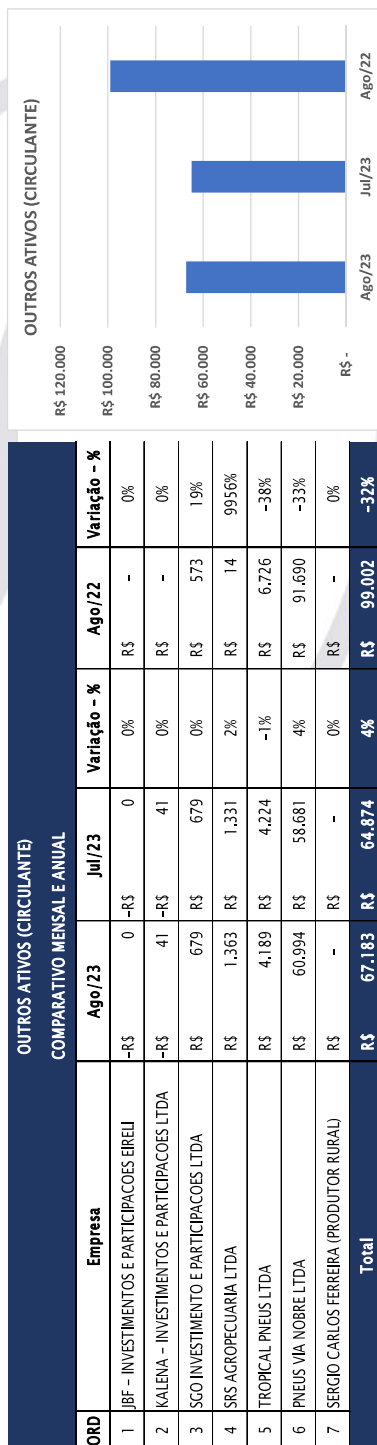 OUTROS ATIVOS (CIRCULANTE)
COMPARATIVO MENSAL E ANUAL
ORD Empresa Ago/23 Jul/23 Variação - % Ago/22 Variação - %
1 JBF - INVESTIMENTOS E PARTICIPACOES EIRELI -R$ 0 -R$ 0 0% R$ - 0%
2 KALENA - INVESTIMENTOS E PARTICIPACOES LTDA -R$ 41 -R$ 41 0% R$ - 0%
3 SGO INVESTIMENTO E PARTICIPACOES LTDA R$ 679 R$ 679 0% R$ 573 19%
4 SRS AGROPECUARIA LTDA R$ 1.363 R$ 1.331 2% R$ 14 9956%
5 TROPICAL PNEUS LTDA R$ 4.189 R$ 4.224 -1% R$ 6.726 -38%
6 PNEUS VIA NOBRE LTDA R$ 60.994 R$ 58.681 4% R$ 91.690 -33%
7 SERGIO CARLOS FERREIRA (PRODUTOR RURAL) R$ - R$ - 0% R$ - 0%
Total R$ 67.183 R$ 64.874 4% R$ 99.002 -32%
OUTROS ATIVOS (CIRCULANTE)
R$ 120.000
R$ 100.000
R$ 80.000
R$ 60.000
R$ 40.000
R$ 20.000
R$ -
Ago/23 Jul/23 Ago/22